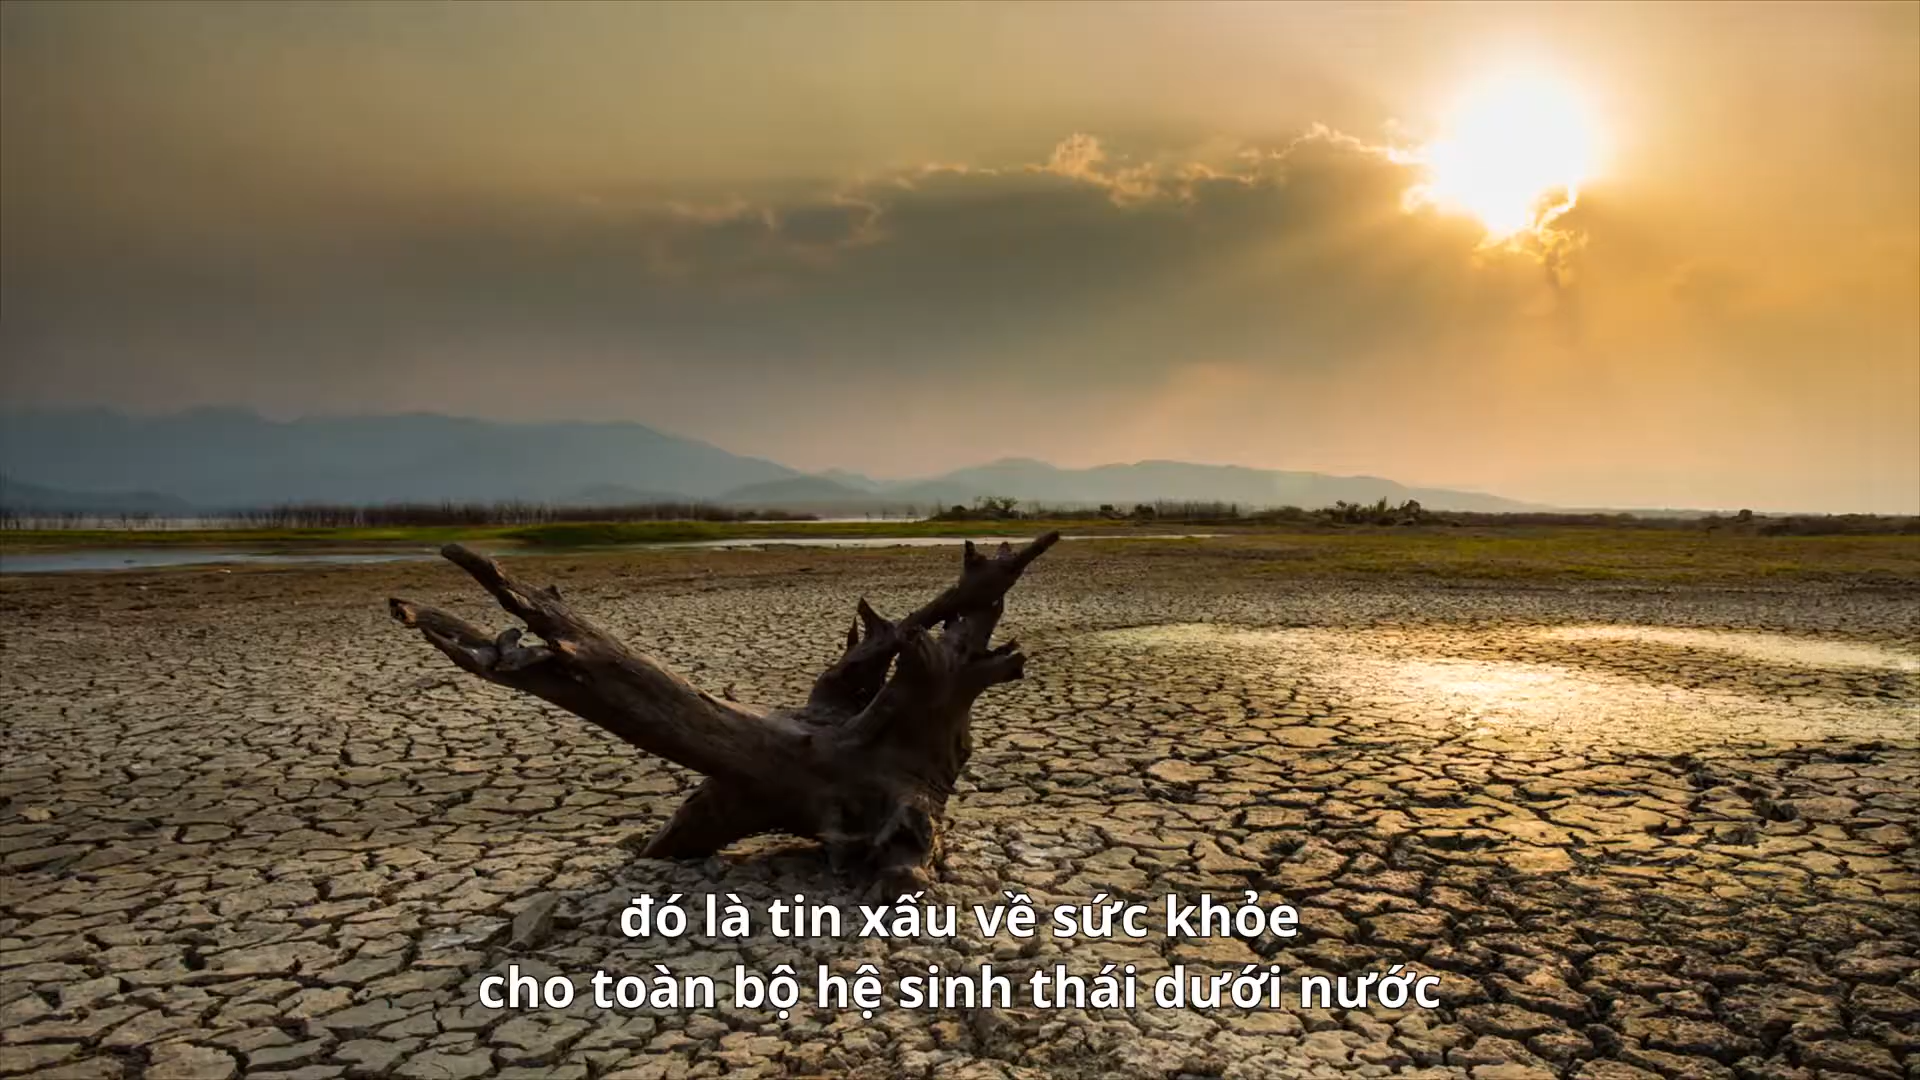 đó là tin xấu về sức khỏe
cho toàn bộ hệ sinh thái dưới nước